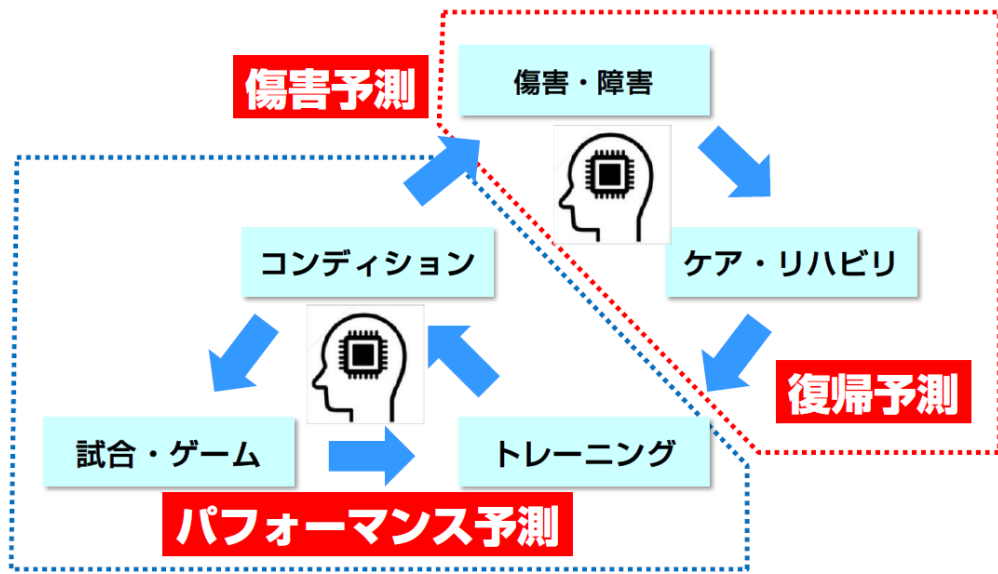 傷害予測
傷害・障害
コンディション
ケア・リハビリ
復帰予測
試合・ゲーム
トレーニング
パフォーマンス予測